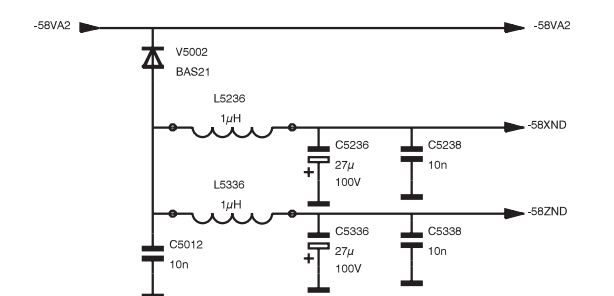 -58VA2
-58VA2
V5002
BAS21
L5236
1µH
-58XND
C5236
27µ
100V
+
C5238
10n
L5336
1µH
-58ZND
C5012
10n
C5336
27µ
100V
+
C5338
10n